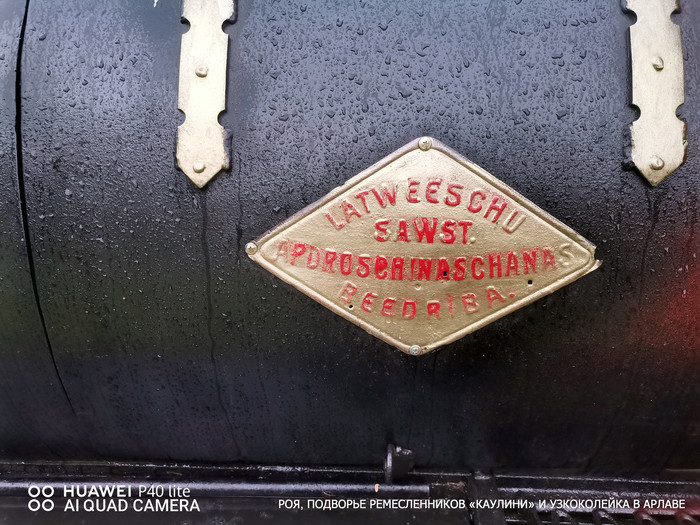 LATWEESCHU
SAWST.
APDROSCHINASCHANAS
BEEDRIBA.
HUAWEI P40 lite
AI QUAD CAMERA
РОЯ, ПОДВОРЬЕ РЕМЕСЛЕННИКОВ «КАУЛИНИ» И УЗКОКОЛЕЙКА В АРЛАВЕ